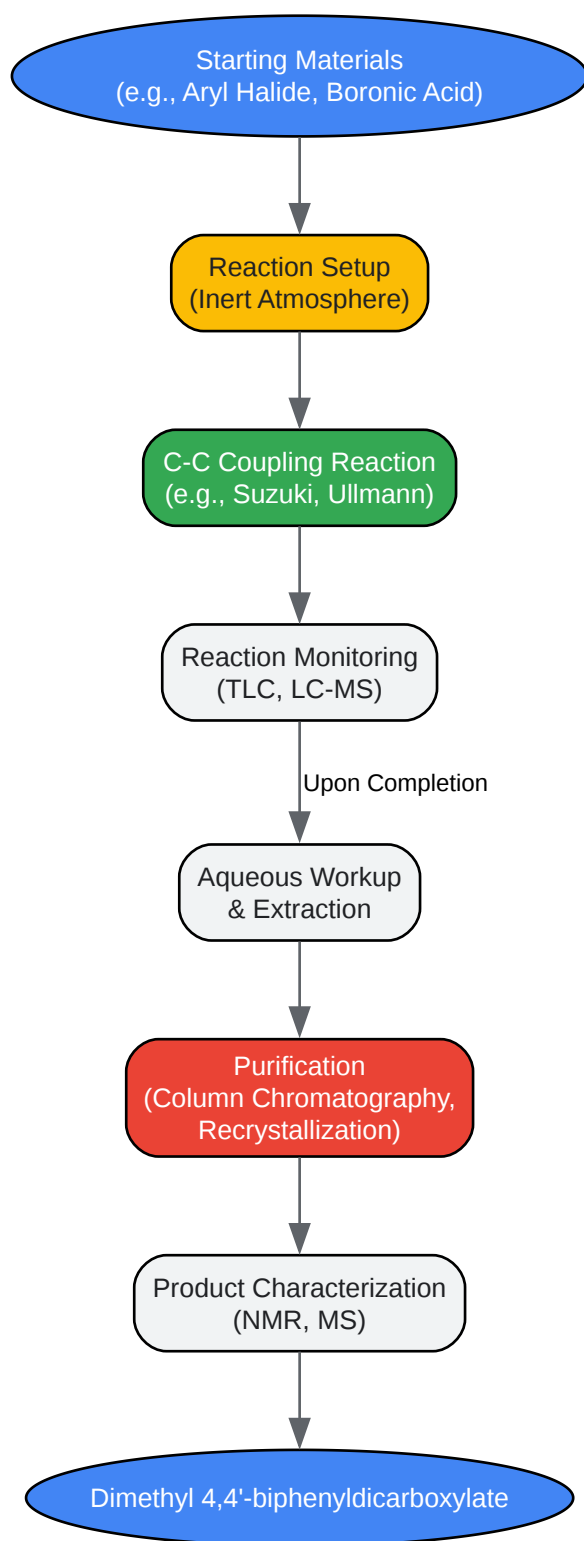 Starting Materials
(e.g., Aryl Halide, Boronic Acid)
Reaction Setup
(Inert Atmosphere)
C-C Coupling Reaction
(e.g., Suzuki, Ullmann)
Reaction Monitoring
(TLC, LC-MS)
Upon Completion
Aqueous Workup
& Extraction
Purification
(Column Chromatography,
Recrystallization)
Product Characterization
(NMR, MS)
Dimethyl 4,4'-biphenyldicarboxylate